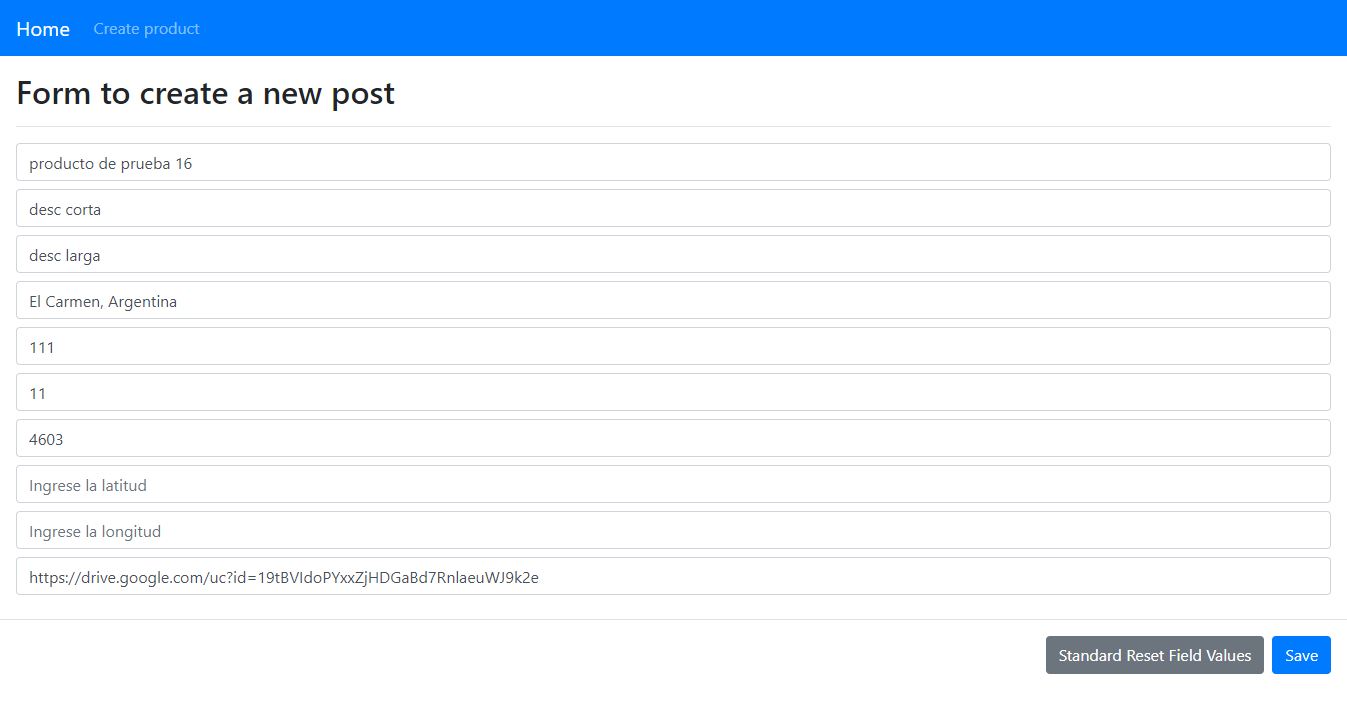 Home Create product
Form to create a new post
producto de prueba 16
desc corta
desc larga
El Carmen, Argentina
111
11
4603
Ingrese la latitud
Ingrese la longitud
https://drive.google.com/uc?id=19tBVIdoPYxxZjHDGaBd7RnlaeuWJ9k2e
Standard Reset Field Values Save